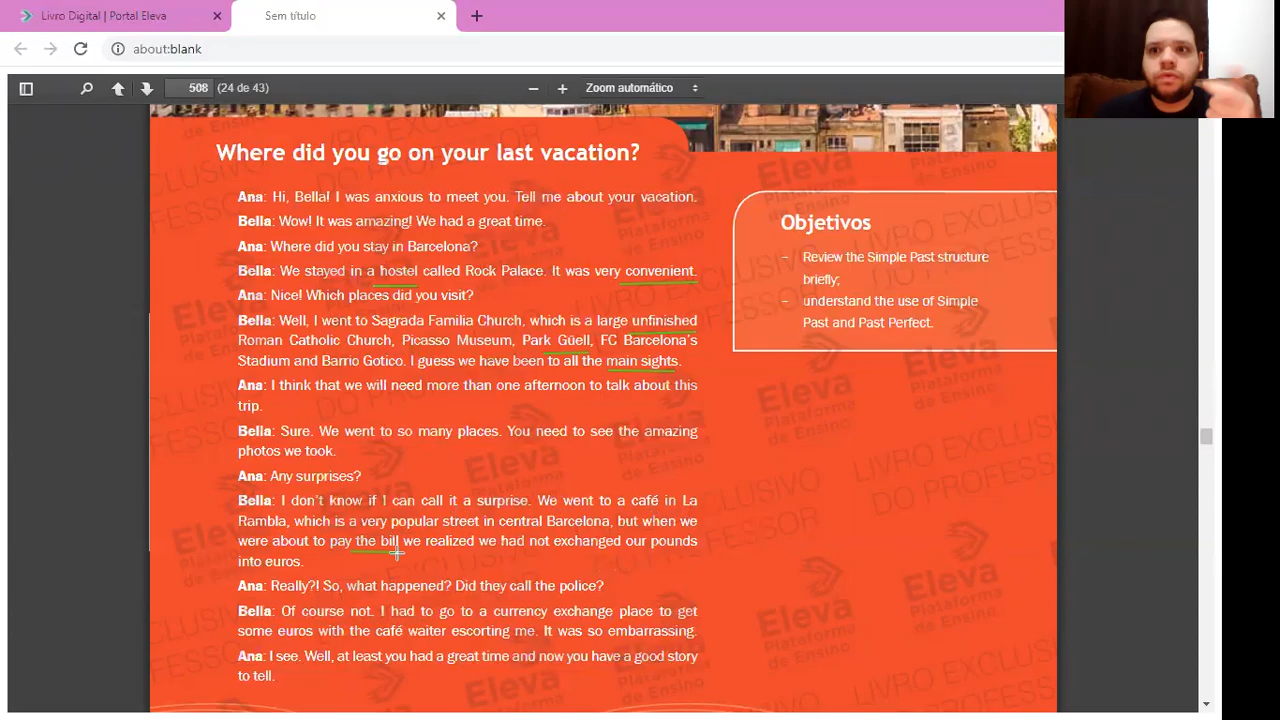 Livro Digital | Portal Eleva
Sem título
about:blank
508 (24 de 43)
Zoom automático
Where did you go on your last vacation?
Ana: Hi, Bella! I was anxious to meet you. Tell me about your vacation.
Bella: Wow! It was amazing! We had a great time.
Ana: Where did you stay in Barcelona?
Bella: We stayed in a hostel called Rock Palace. It was very convenient.
Ana: Nice! Which places did you visit?
Bella: Well, I went to Sagrada Familia Church, which is a large unfinished
Roman Catholic Church, Picasso Museum, Park Güell, FC Barcelona's
Stadium and Barrio Gotico. I guess we have been to all the main sights.
Ana: I think that we will need more than one afternoon to talk about this
trip.
Bella: Sure. We went to so many places. You need to see the amazing
photos we took.
Ana: Any surprises?
Bella: I don't know if I can call it a surprise. We went to a café in La
Rambla, which is a very popular street in central Barcelona, but when we
were about to pay the bill we realized we had not exchanged our pounds
into euros.
Ana: Really?! So, what happened? Did they call the police?
Bella: Of course not. I had to go to a currency exchange place to get
some euros with the café waiter escorting me. It was so embarrassing.
Ana: I see. Well, at least you had a great time and now you have a good story
to tell.
Objetivos
– Review the Simple Past structure
briefly;
– understand the use of Simple
Past and Past Perfect.
LIVRO EXCLUSIVO
DO PROFESSOR
Eleva
Plataforma
de Ensino